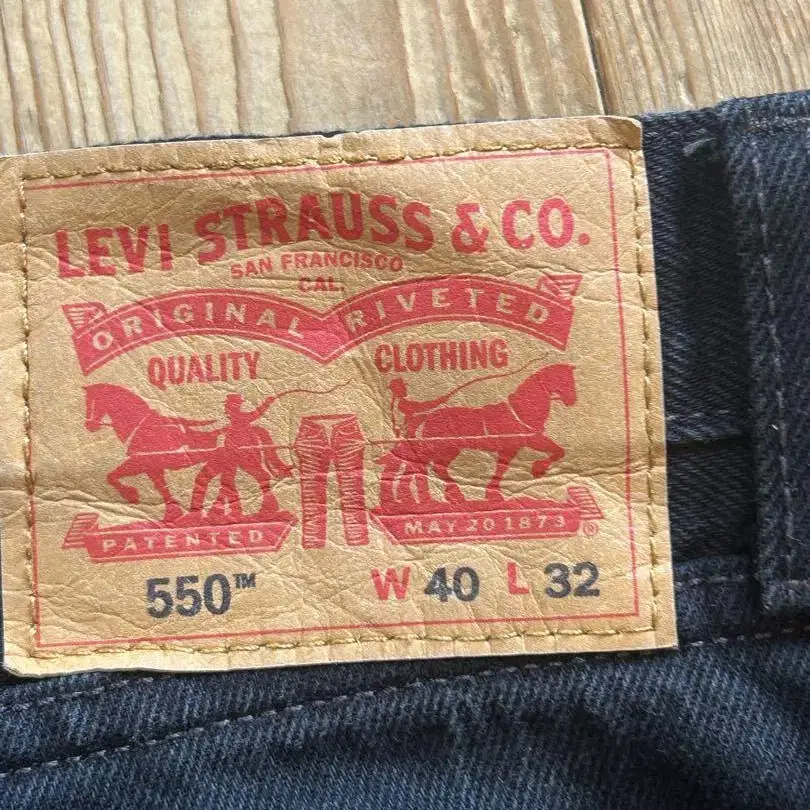 LEVI STRAUSS & CO.
SAN FRANCISCO
CAL.
ORIGINAL RIVETED
QUALITY CLOTHING
PATENTED MAY 20 1873 ®
550™ W 40 L 32